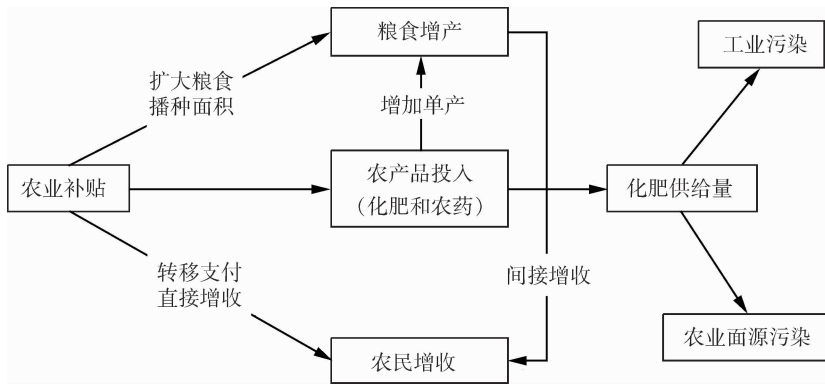 粮食增产
工业污染
扩大粮食
播种面积
增加单产
农业补贴
农产品投入
（化肥和农药）
化肥供给量
转移支付
直接增收
间接增收
农业面源污染
农民增收